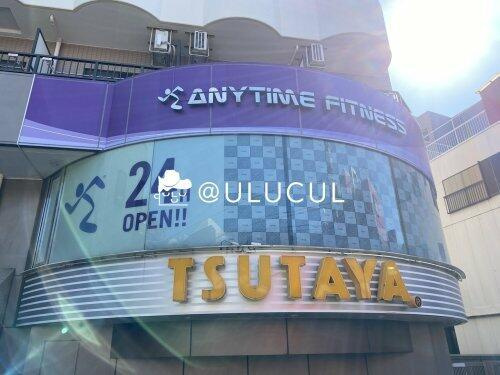 ANYTIME FITNESS
24
OPEN!!
@ULUCUL
TSUTAYA